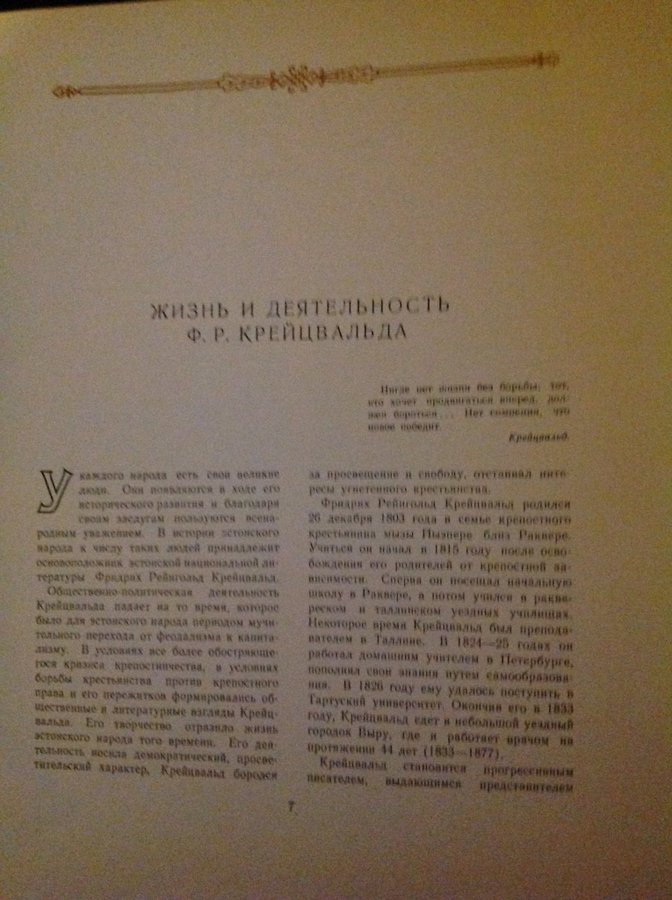 ЖИЗНЬ И ДЕЯТЕЛЬНОСТЬ
Ф. Р. КРЕЙЦВАЛЬДА
Нигде нет жизни без борьбы; тот,
кто хочет продвигаться вперед, дол-
жен бороться... Нет сомнения, что
новое победит.
Крейцвальд.
У каждого народа есть свои великие
люди. Они появляются в ходе его
исторического развития и благодаря
своим заслугам пользуются всена-
родным уважением. В истории эстонского
народа к числу таких людей принадлежит
основоположник эстонской национальной ли-
тературы Фридрих Рейнгольд Крейцвальд.
Общественно-политическая деятельность
Крейцвальда падает на то время, которое
было для эстонского народа периодом мучи-
тельного перехода от феодализма к капита-
лизму. В условиях все более обостряюще-
гося кризиса крепостничества, в условиях
борьбы крестьянства против крепостного
права и его пережитков формировались об-
щественные и литературные взгляды Крейц-
вальда. Его творчество отразило жизнь
эстонского народа того времени. Его дея-
тельность носила демократический, просве-
тительский характер, Крейцвальд боролся
за просвещение и свободу, отстаивал инте-
ресы угнетенного крестьянства.
Фридрих Рейнгольд Крейцвальд родился
26 декабря 1803 года в семье крепостного
крестьянина мызы Йыэпере близ Раквере.
Учиться он начал в 1815 году после осво-
бождения его родителей от крепостной за-
висимости. Сперва он посещал начальную
школу в Раквере, а потом учился в раквe-
реском и таллинском уездных училищах.
Некоторое время Крейцвальд был препода-
вателем в Таллине. В 1824—25 годах он
работал домашним учителем в Петербурге,
пополнил свои знания путем самообразова-
ния. В 1826 году ему удалось поступить в
Тартуский университет. Окончив его в 1833
году, Крейцвальд едет в небольшой уездный
городок Выру, где и работает врачом на
протяжении 44 лет (1833—1877).
Крейцвальд становится прогрессивным
писателем, выдающимся представителем
7